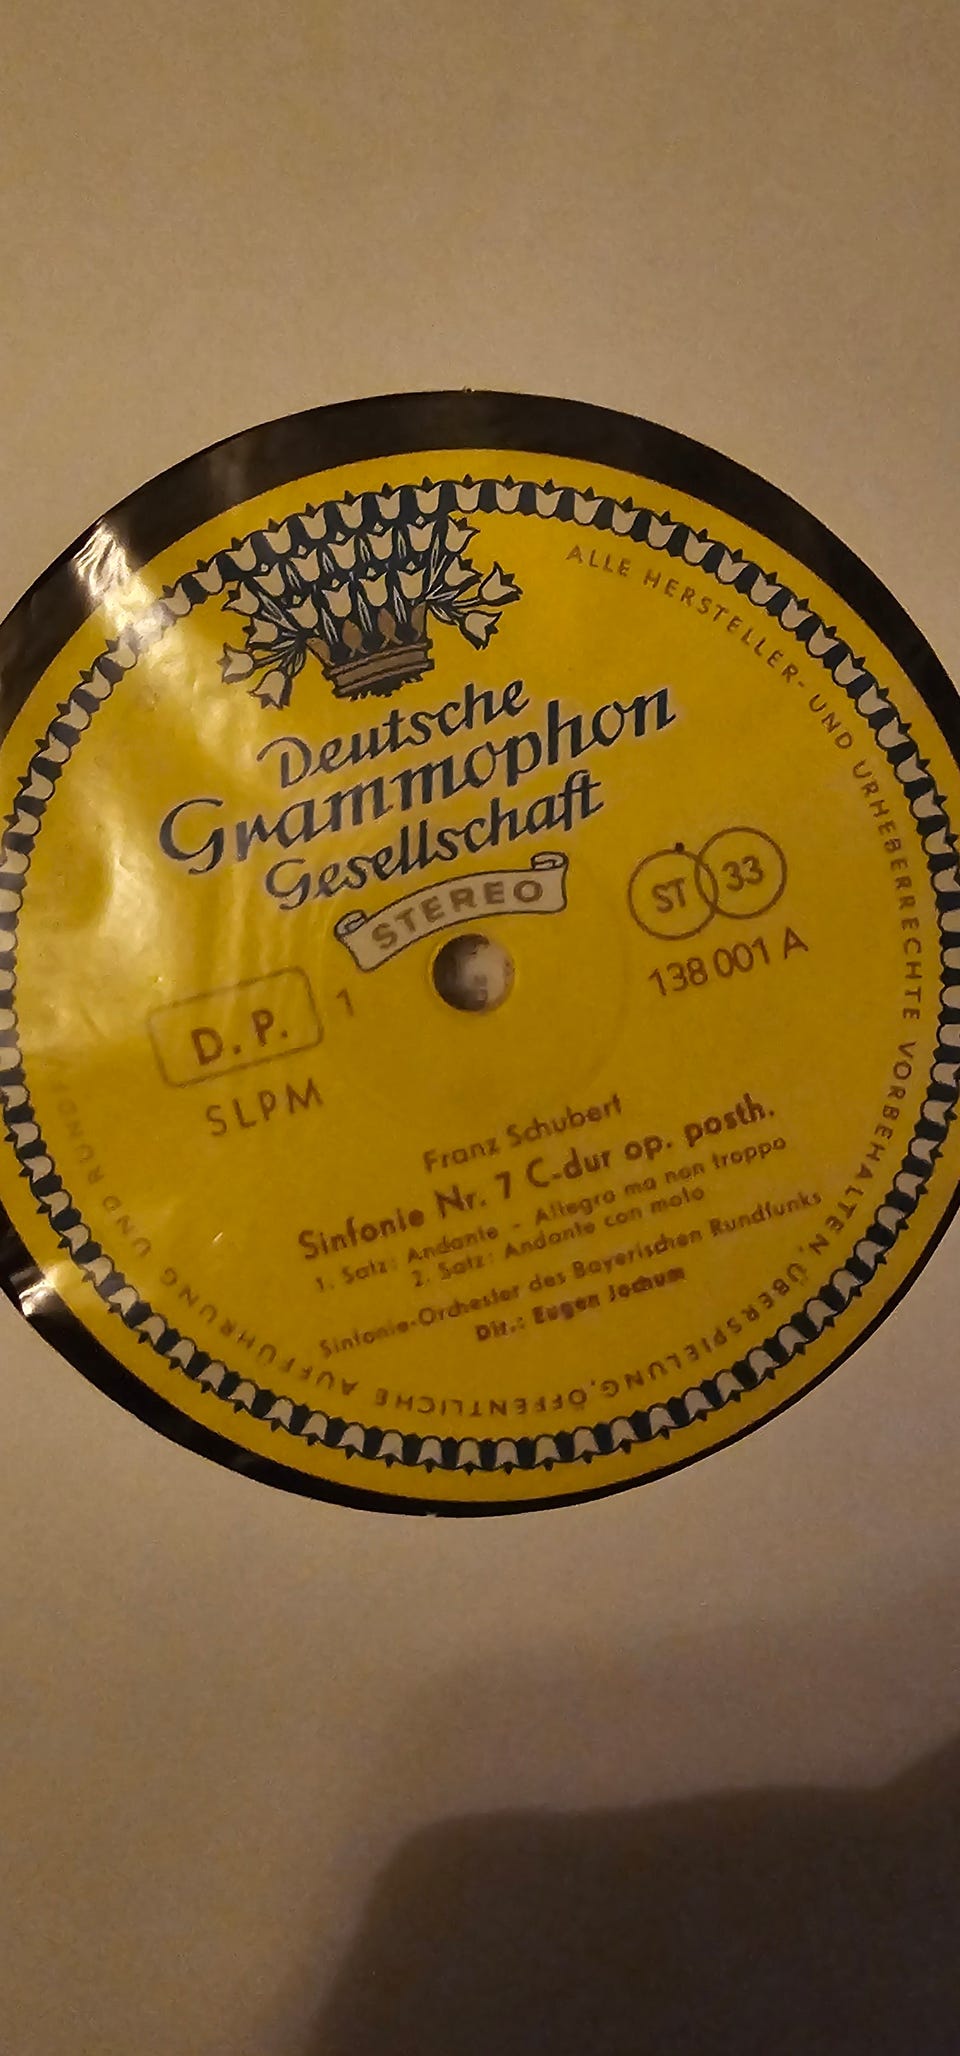 Deutsche
Grammophon
Gesellschaft
STEREO
ST 33
138 001 A
D. P. 1
SLPM
Franz Schubert
Sinfonie Nr. 7 C-dur op. posth.
1. Satz: Andante - Allegro ma non troppo
2. Satz: Andante con moto
Sinfonie-Orchester des Bayerischen Rundfunks
Dir.: Eugen Jochum
ALLE HERSTELLER- UND URHEBERRECHTE VORBEHALTEN, ÜBERSPIELUNG, ÖFFENTLICHE AUFFÜHRUNG UND RUNDF